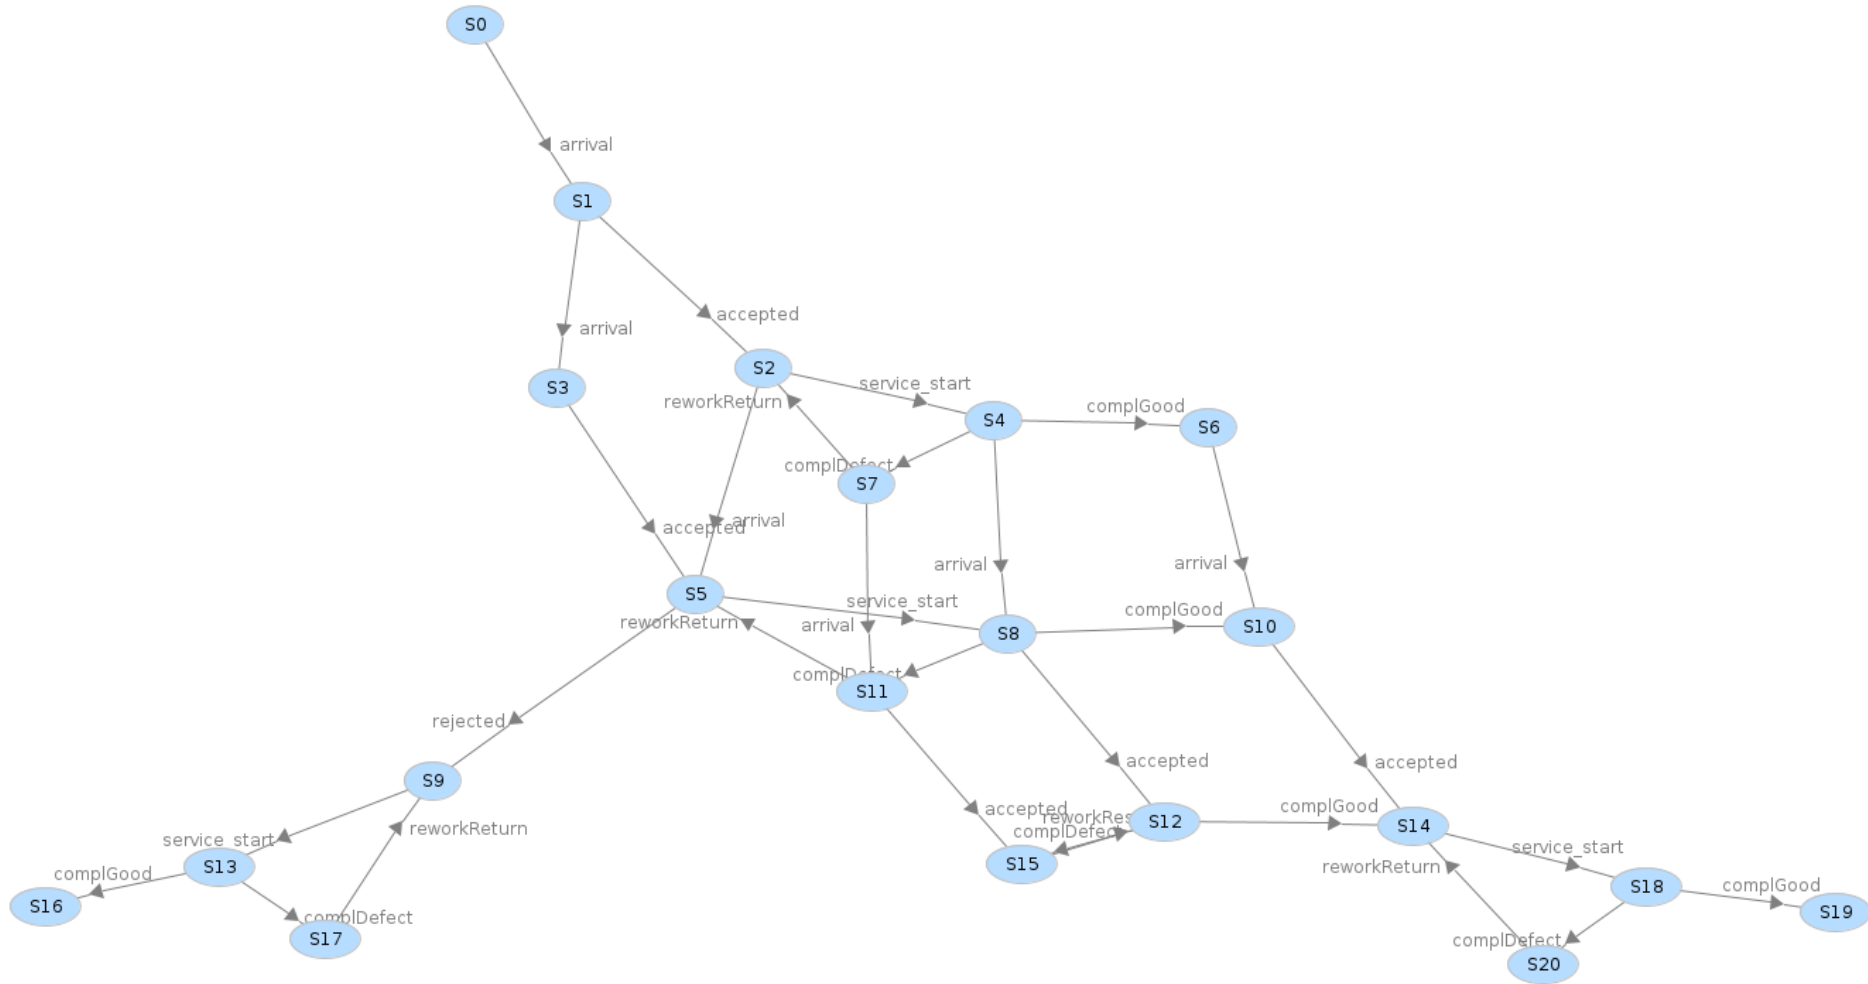 S0
arrival
S1
accepted
arrival
S2
S3
service_start
reworkReturn
S4
complGood
S6
complDefect
S7
arrival
accepted
arrival
arrival
S5
service_start
reworkReturn
arrival
S8
complGood
S10
complDefect
S11
rejected
accepted
accepted
S9
accepted
reworkRes
complDefect
S12
complGood
S14
reworkReturn
service_start
S13
S15
service_start
reworkReturn
complGood
S16
complDefect
S17
S18
complGood
S19
complDefect
S20